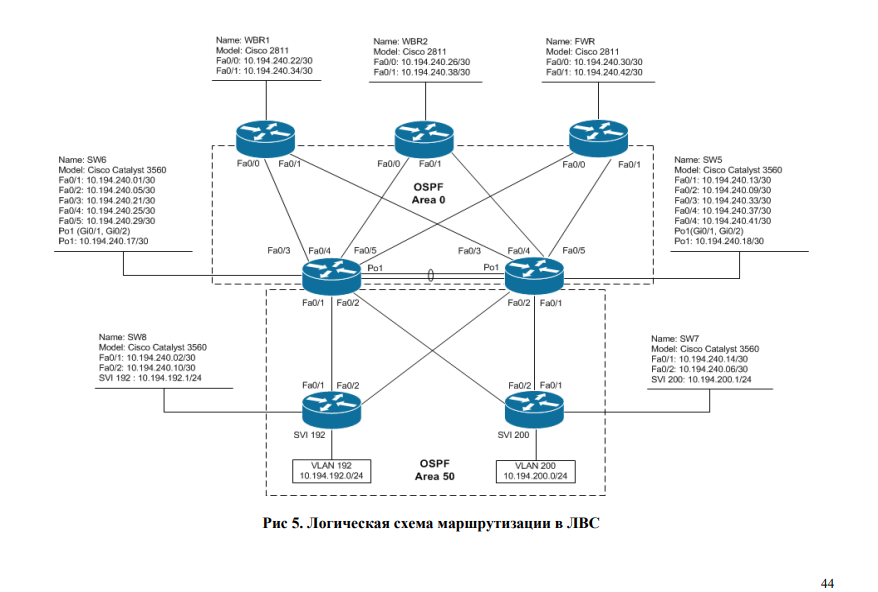 Name: WBR1
Model: Cisco 2811
Fa0/0: 10.194.240.22/30
Fa0/1: 10.194.240.34/30
Name: WBR2
Model: Cisco 2811
Fa0/0: 10.194.240.26/30
Fa0/1: 10.194.240.38/30
Name: FWR
Model: Cisco 2811
Fa0/0: 10.194.240.30/30
Fa0/1: 10.194.240.42/30
Name: SW6
Model: Cisco Catalyst 3560
Fa0/1: 10.194.240.01/30
Fa0/2: 10.194.240.05/30
Fa0/3: 10.194.240.21/30
Fa0/4: 10.194.240.25/30
Fa0/5: 10.194.240.29/30
Po1 (Gi0/1, Gi0/2)
Po1: 10.194.240.17/30
Fa0/0 Fa0/1
Fa0/0 Fa0/1
Fa0/0 Fa0/1
OSPF
Area 0
Name: SW5
Model: Cisco Catalyst 3560
Fa0/1: 10.194.240.13/30
Fa0/2: 10.194.240.09/30
Fa0/3: 10.194.240.33/30
Fa0/4: 10.194.240.37/30
Fa0/4: 10.194.240.41/30
Po1(Gi0/1, Gi0/2)
Po1: 10.194.240.18/30
Fa0/3 Fa0/4 Fa0/5
Fa0/3 Fa0/4 Fa0/5
Po1 Po1
Fa0/1 Fa0/2
Fa0/2 Fa0/1
Name: SW8
Model: Cisco Catalyst 3560
Fa0/1: 10.194.240.02/30
Fa0/2: 10.194.240.10/30
SVI 192 : 10.194.192.1/24
Name: SW7
Model: Cisco Catalyst 3560
Fa0/1: 10.194.240.14/30
Fa0/2: 10.194.240.06/30
SVI 200: 10.194.200.1/24
Fa0/1 Fa0/2
Fa0/2 Fa0/1
SVI 192
SVI 200
VLAN 192
10.194.192.0/24
OSPF
Area 50
VLAN 200
10.194.200.0/24
Рис 5. Логическая схема маршрутизации в ЛВС
44